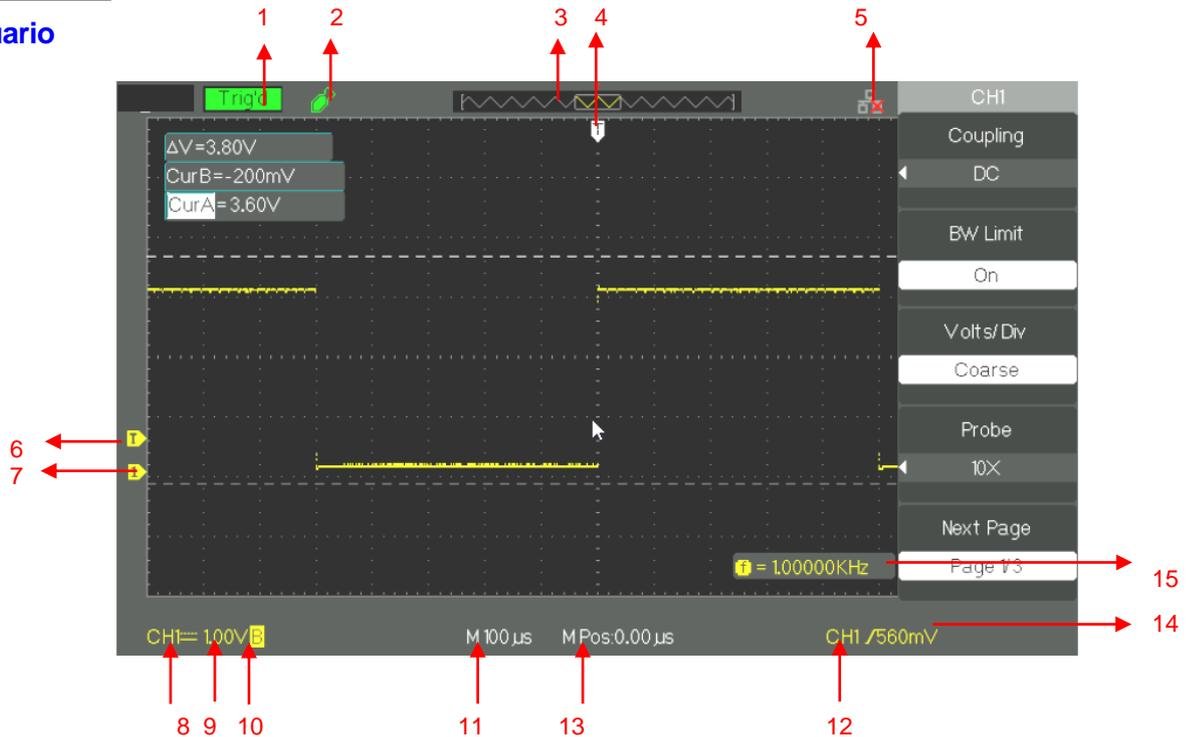 uario
1 2 3 4 5
Trig'd
CH1
Coupling
DC
BW Limit
On
Volts/Div
Coarse
Probe
10X
Next Page
Page 1/3
ΔV=3.80V
CurB=-200mV
CurA=3.60V
T
6
7
1
f = 1.00000KHz
15
14
CH1 1.00V B M 100 µs M Pos:0.00 µs CH1 /560mV
8 9 10 11 13 12